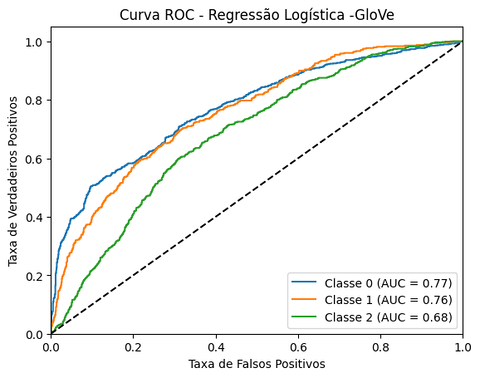 Curva ROC - Regressão Logística -GloVe
Taxa de Verdadeiros Positivos
1.0
0.8
0.6
0.4
0.2
0.0
Classe 0 (AUC = 0.77)
Classe 1 (AUC = 0.76)
Classe 2 (AUC = 0.68)
0.0 0.2 0.4 0.6 0.8 1.0
Taxa de Falsos Positivos